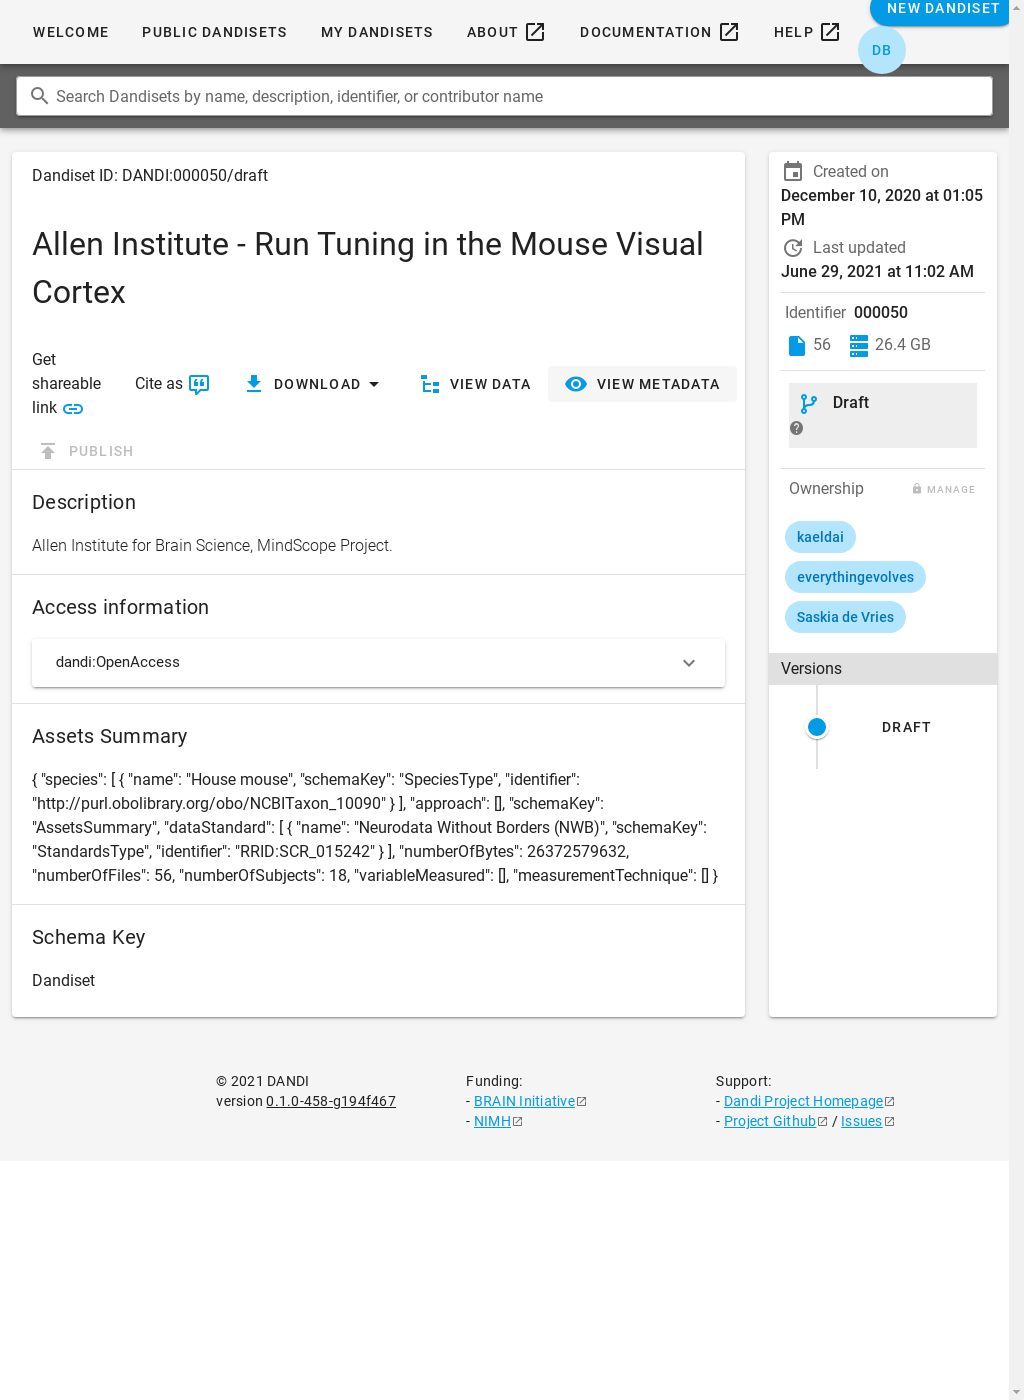 WELCOME PUBLIC DANDISETS MY DANDISETS ABOUT DOCUMENTATION HELP NEW DANDISET
DB
Search Dandisets by name, description, identifier, or contributor name
Dandiset ID: DANDI:000050/draft
Allen Institute - Run Tuning in the Mouse Visual
Cortex
Get
shareable
link
Cite as
DOWNLOAD
VIEW DATA
VIEW METADATA
PUBLISH
Description
Allen Institute for Brain Science, MindScope Project.
Access information
dandi:OpenAccess
Assets Summary
{ "species": [ { "name": "House mouse", "schemaKey": "SpeciesType", "identifier":
"http://purl.obolibrary.org/obo/NCBITaxon_10090" } ], "approach": [], "schemaKey":
"AssetsSummary", "dataStandard": [ { "name": "Neurodata Without Borders (NWB)", "schemaKey":
"StandardsType", "identifier": "RRID:SCR_015242" } ], "numberOfBytes": 26372579632,
"numberOfFiles": 56, "numberOfSubjects": 18, "variableMeasured": [], "measurementTechnique": [] }
Schema Key
Dandiset
Created on
December 10, 2020 at 01:05
PM
Last updated
June 29, 2021 at 11:02 AM
Identifier 000050
56 26.4 GB
Draft
Ownership MANAGE
kaeldai
everythingevolves
Saskia de Vries
Versions
DRAFT
© 2021 DANDI
version 0.1.0-458-g194f467
Funding:
- BRAIN Initiative
- NIMH
Support:
- Dandi Project Homepage
- Project Github / Issues